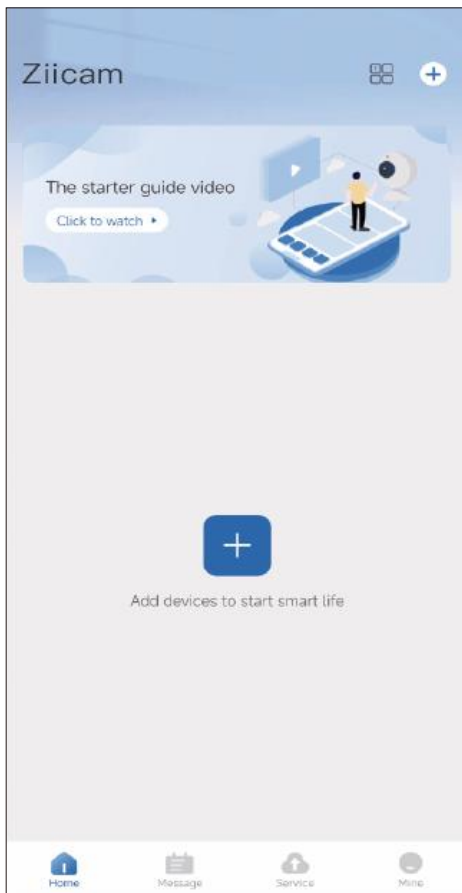 Ziicam
The starter guide video
Click to watch
Add devices to start smart life
Home
Message
Service
Mine